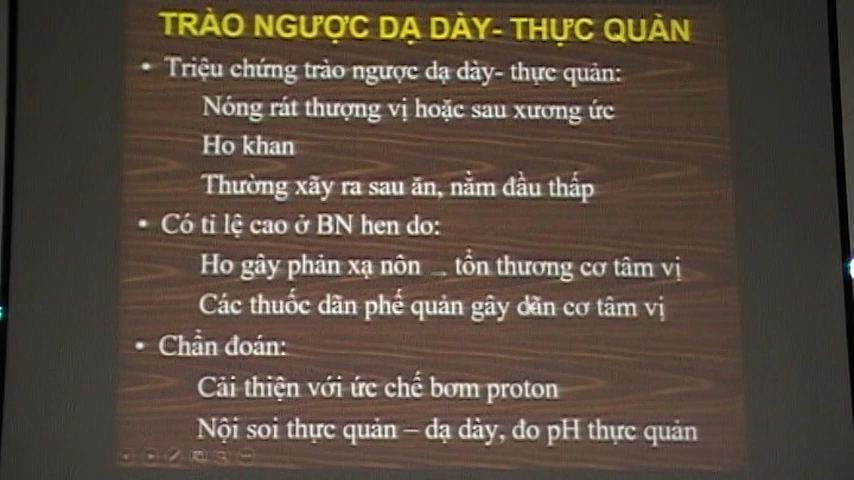 TRÀO NGƯỢC DẠ DÀY- THỰC QUẢN
• Triệu chứng trào ngược dạ dày- thực quản:
Nóng rát thượng vị hoặc sau xương ức
Ho khan
Thường xãy ra sau ăn, nằm đầu thấp
• Có tỉ lệ cao ở BN hen do:
Ho gây phản xạ nôn → tổn thương cơ tâm vị
Các thuốc dãn phế quản gây dãn cơ tâm vị
• Chẩn đoán:
Cải thiện với ức chế bơm proton
Nội soi thực quản – dạ dày, đo pH thực quản